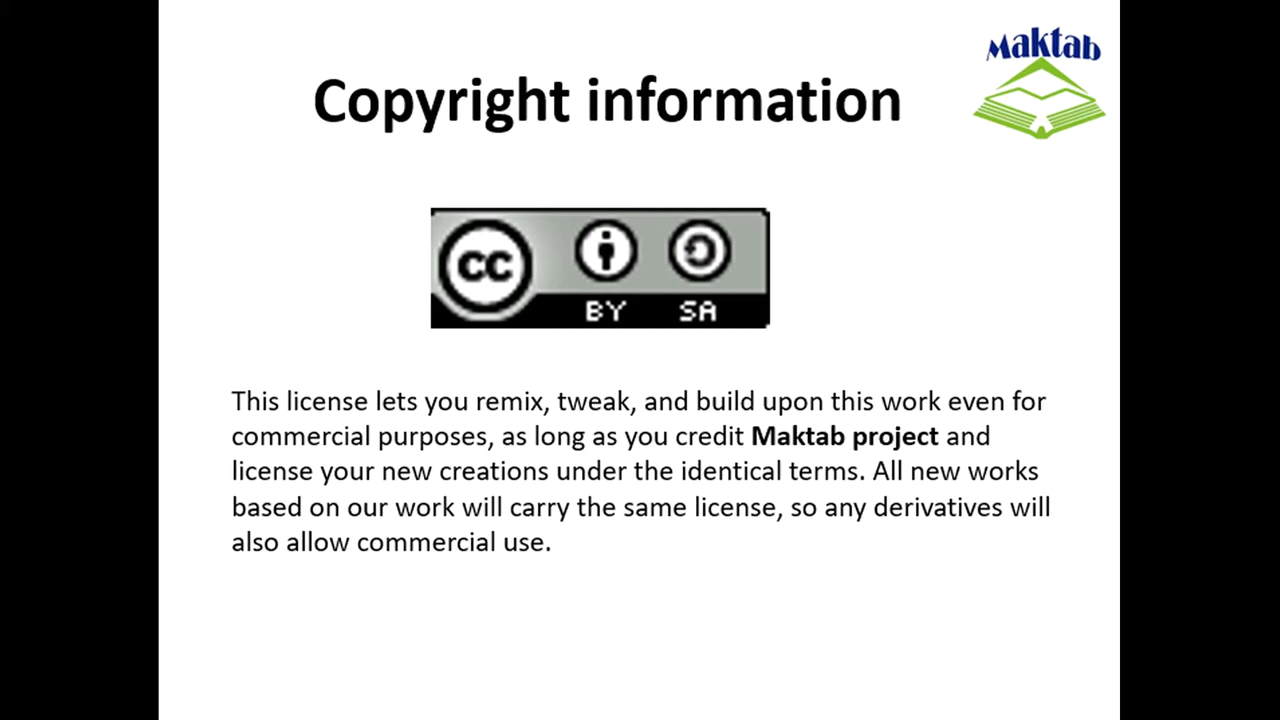 Maktab
Copyright information
cc
BY SA
This license lets you remix, tweak, and build upon this work even for
commercial purposes, as long as you credit Maktab project and
license your new creations under the identical terms. All new works
based on our work will carry the same license, so any derivatives will
also allow commercial use.